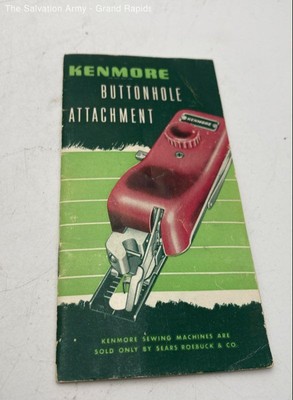 The Salvation Army - Grand Rapids
KENMORE
BUTTONHOLE
ATTACHMENT
KENMORE
KENMORE SEWING MACHINES ARE
SOLD ONLY BY SEARS ROEBUCK & CO.